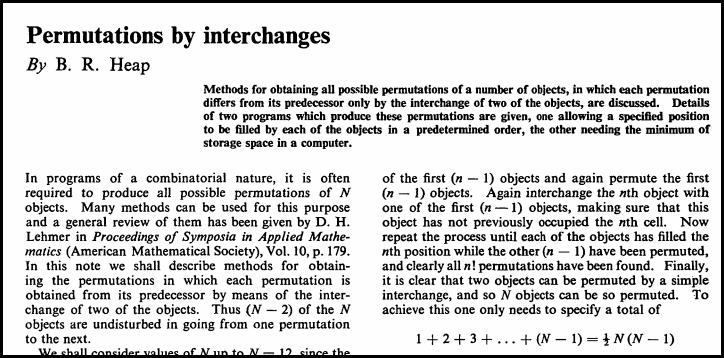 Permutations by interchanges
By B. R. Heap
Methods for obtaining all possible permutations of a number of objects, in which each permutation
differs from its predecessor only by the interchange of two of the objects, are discussed. Details
of two programs which produce these permutations are given, one allowing a specified position
to be filled by each of the objects in a predetermined order, the other needing the minimum of
storage space in a computer.
In programs of a combinatorial nature, it is often
required to produce all possible permutations of N
objects. Many methods can be used for this purpose
and a general review of them has been given by D. H.
Lehmer in Proceedings of Symposia in Applied Mathe-
matics (American Mathematical Society), Vol. 10, p. 179.
In this note we shall describe methods for obtain-
ing the permutations in which each permutation is
obtained from its predecessor by means of the inter-
change of two of the objects. Thus (N − 2) of the N
objects are undisturbed in going from one permutation
to the next.
We shall consider values of N up to N = 12, since the
of the first (n − 1) objects and again permute the first
(n − 1) objects. Again interchange the nth object with
one of the first (n − 1) objects, making sure that this
object has not previously occupied the nth cell. Now
repeat the process until each of the objects has filled the
nth position while the other (n − 1) have been permuted,
and clearly all n! permutations have been found. Finally,
it is clear that two objects can be permuted by a simple
interchange, and so N objects can be so permuted. To
achieve this one only needs to specify a total of
1 + 2 + 3 + . . . + (N − 1) = ½ N (N − 1)